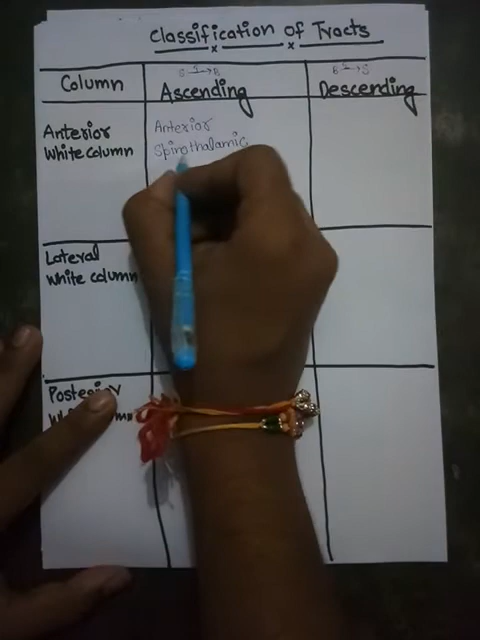 Classification of Tracts
Column
Ascending
Descending
Anterior
White column
Anterior
Spinothalamic
Lateral
White column
Posterior